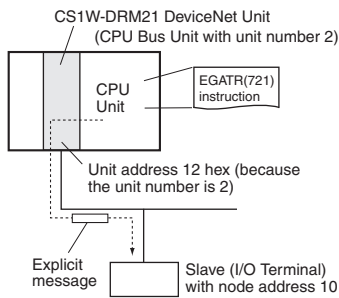 CS1W-DRM21 DeviceNet Unit
(CPU Bus Unit with unit number 2)
CPU
Unit
EGATR(721)
instruction
Unit address 12 hex (because
the unit number is 2)
Explicit
message
Slave (I/O Terminal)
with node address 10